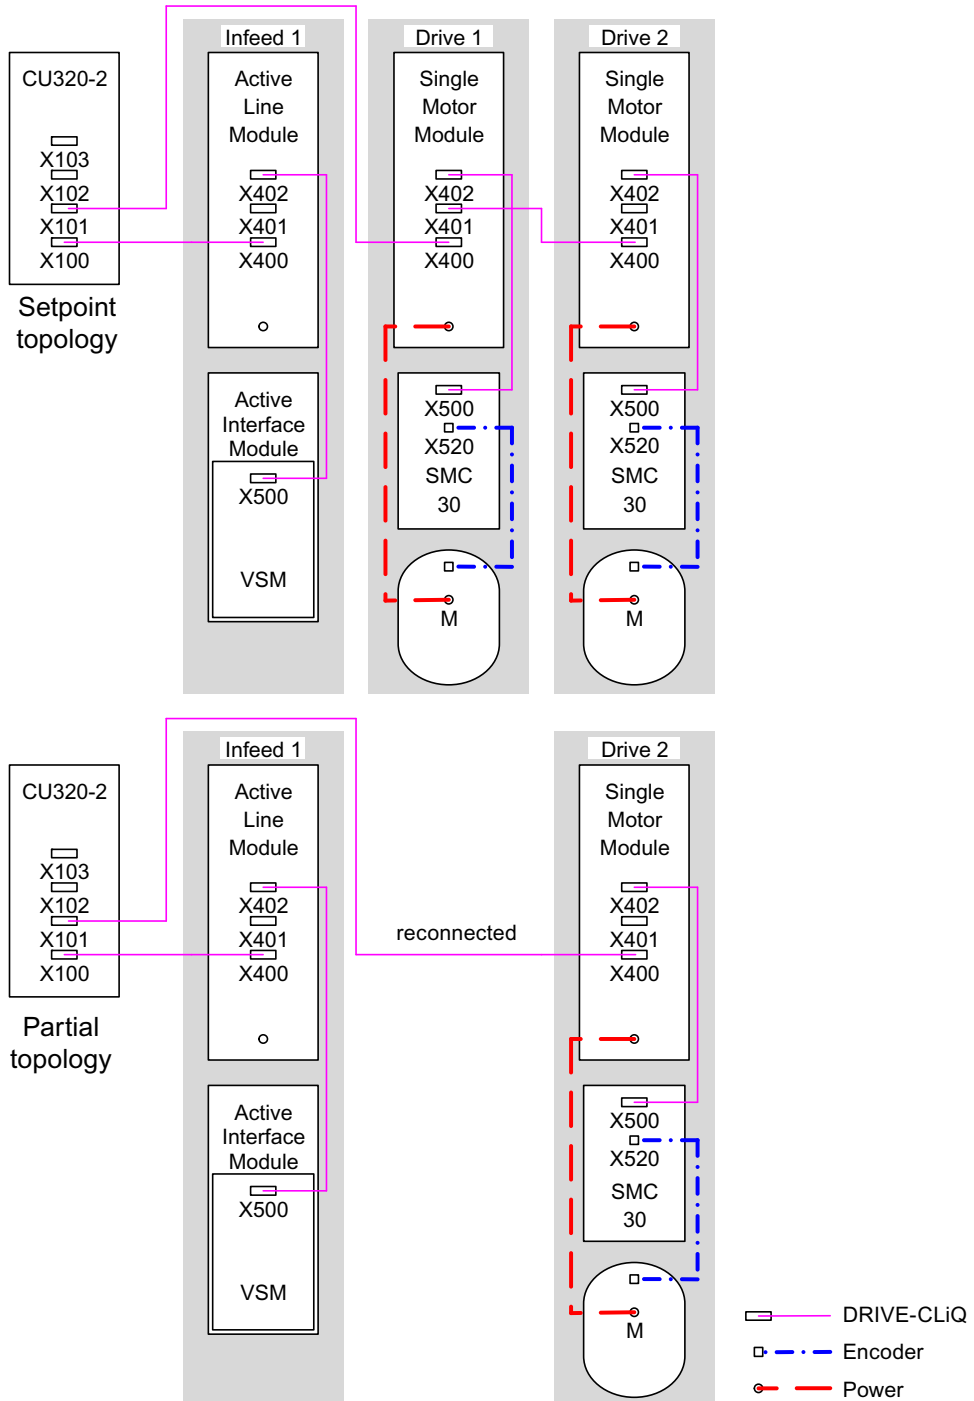 Infeed 1
Drive 1
Drive 2
CU320-2
X103
X102
X101
X100
Setpoint
topology
Active
Line
Module
X402
X401
X400
Active
Interface
Module
X500
VSM
Single
Motor
Module
X402
X401
X400
X500
X520
SMC
30
M
Single
Motor
Module
X402
X401
X400
X500
X520
SMC
30
M
Infeed 1
Drive 2
CU320-2
X103
X102
X101
X100
Partial
topology
Active
Line
Module
X402
X401
X400
Active
Interface
Module
X500
VSM
reconnected
Single
Motor
Module
X402
X401
X400
X500
X520
SMC
30
M
DRIVE-CLiQ
Encoder
Power